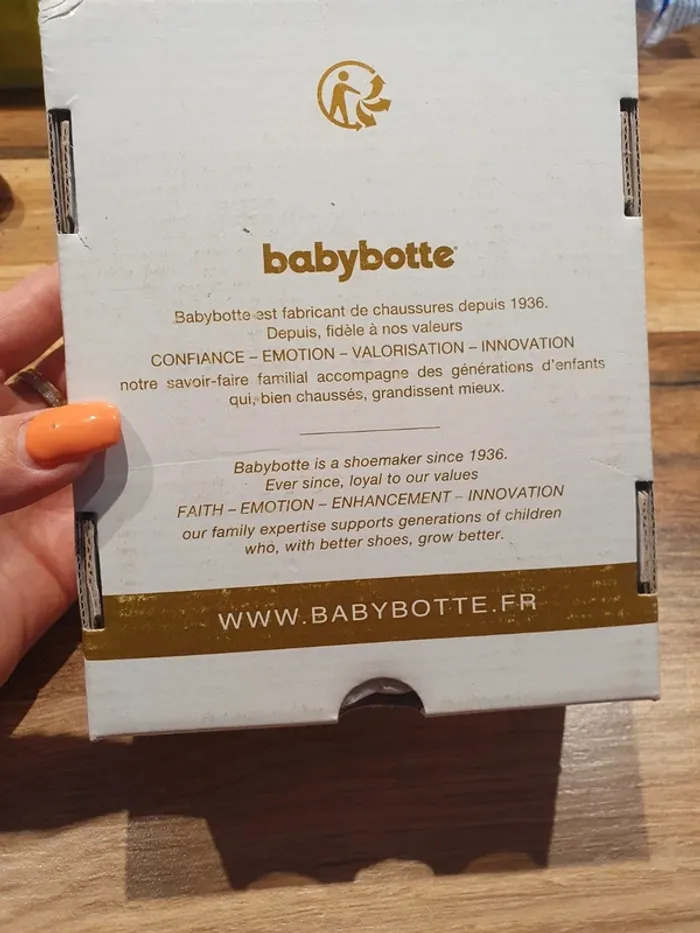 babybotte
Babybotte est fabricant de chaussures depuis 1936.
Depuis, fidèle à nos valeurs
CONFIANCE – EMOTION – VALORISATION – INNOVATION
notre savoir-faire familial accompagne des générations d'enfants
qui, bien chaussés, grandissent mieux.
Babybotte is a shoemaker since 1936.
Ever since, loyal to our values
FAITH – EMOTION – ENHANCEMENT – INNOVATION
our family expertise supports generations of children
who, with better shoes, grow better.
WWW.BABYBOTTE.FR